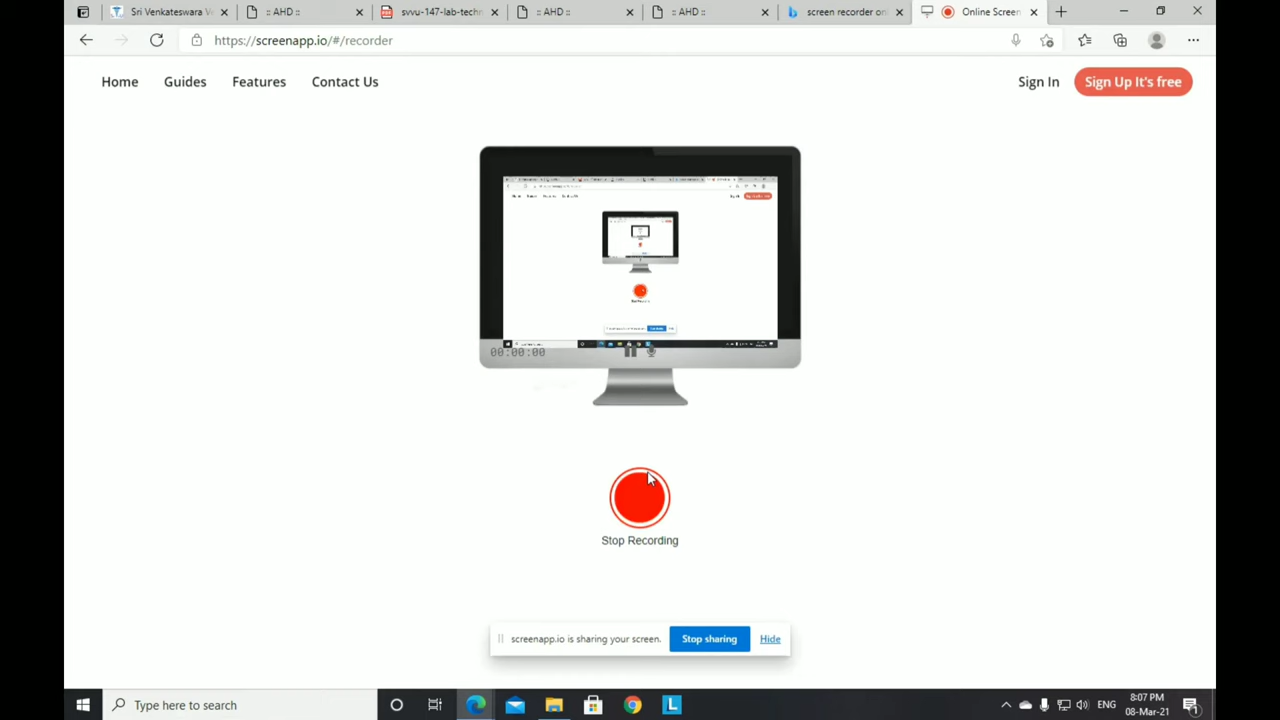 Sri Venkateswara V
:: AHD ::
svvu-147-lab-techn
:: AHD ::
:: AHD ::
screen recorder onl
Online Screen
https://screenapp.io/#/recorder
Home
Guides
Features
Contact Us
Sign In
Sign Up It's free
00:00:00
Stop Recording
screenapp.io is sharing your screen.
Stop sharing
Hide
Type here to search
ENG
8:07 PM
08-Mar-21